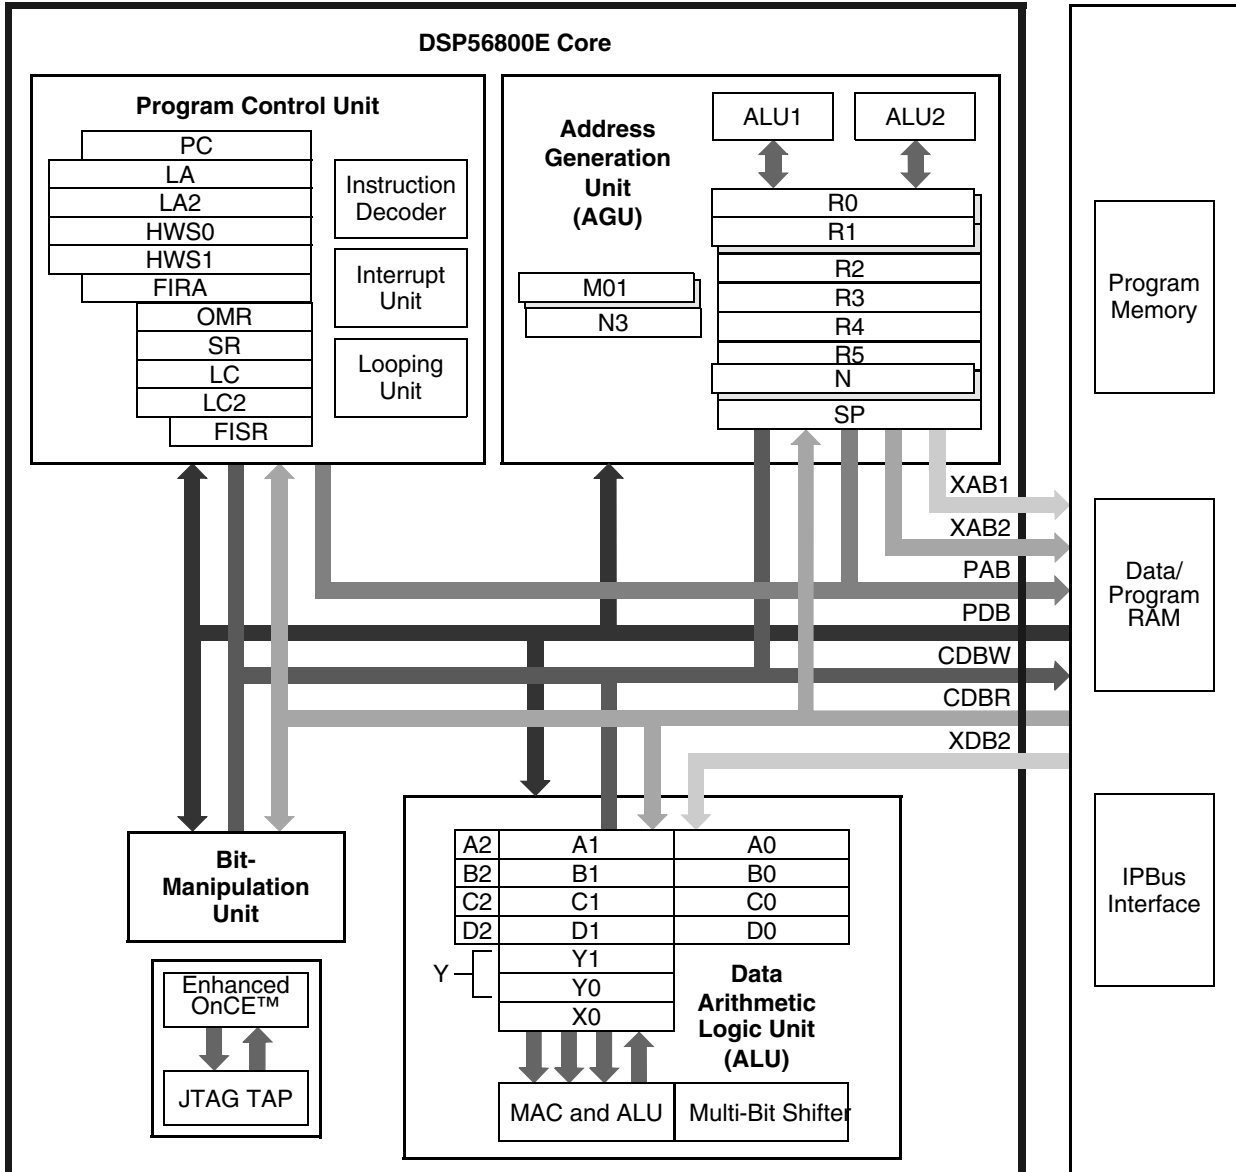 DSP56800E Core
Program Control Unit
PC
LA
LA2
HWS0
HWS1
FIRA
OMR
SR
LC
LC2
FISR
Instruction
Decoder
Interrupt
Unit
Looping
Unit
Address
Generation
Unit
(AGU)
ALU1
ALU2
R0
R1
R2
R3
R4
R5
N
SP
M01
N3
XAB1
XAB2
PAB
PDB
CDBW
CDBR
XDB2
Program
Memory
Data/
Program
RAM
IPBus
Interface
Bit-
Manipulation
Unit
Enhanced
OnCE™
JTAG TAP
A2 A1 A0
B2 B1 B0
C2 C1 C0
D2 D1 D0
Y
Y1
Y0
X0
Data
Arithmetic
Logic Unit
(ALU)
MAC and ALU
Multi-Bit Shifter